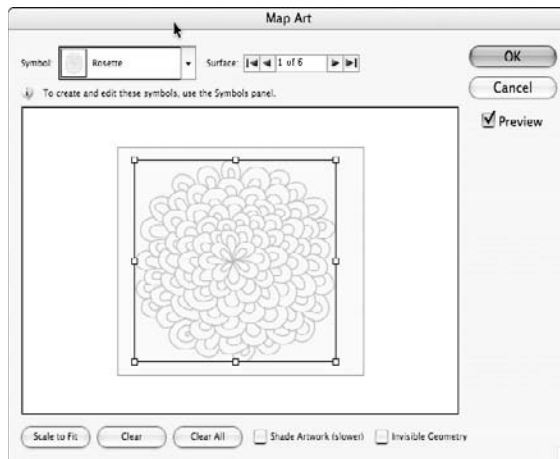 Map Art
Symbol: Rosette Surface: 1 of 6
OK
To create and edit these symbols, use the Symbols panel.
Cancel
Preview
Scale to Fit Clear Clear All Shade Artwork (slower) Invisible Geometry